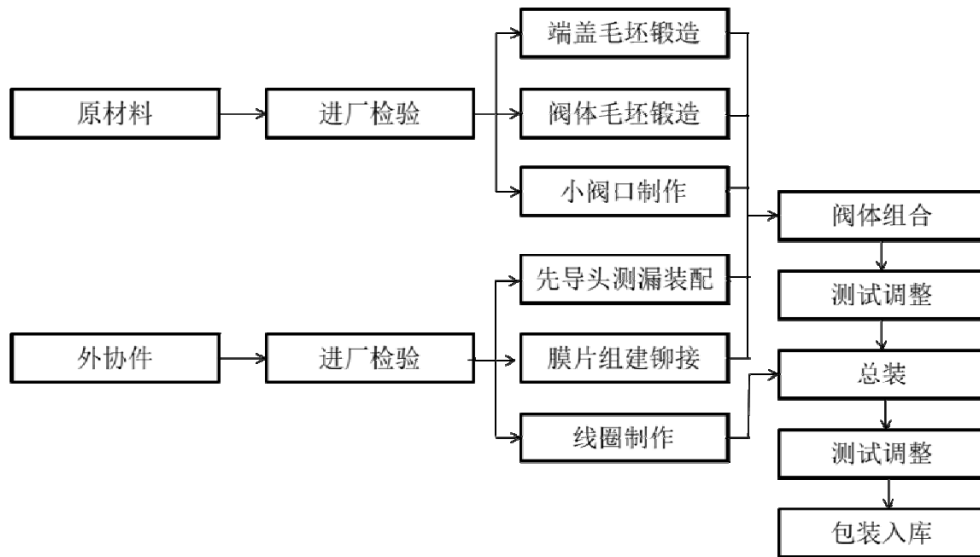 端盖毛坯锻造
原材料
进厂检验
阀体毛坯锻造
小阀口制作
阀体组合
先导头测漏装配
测试调整
外协件
进厂检验
膜片组建铆接
总装
线圈制作
测试调整
包装入库